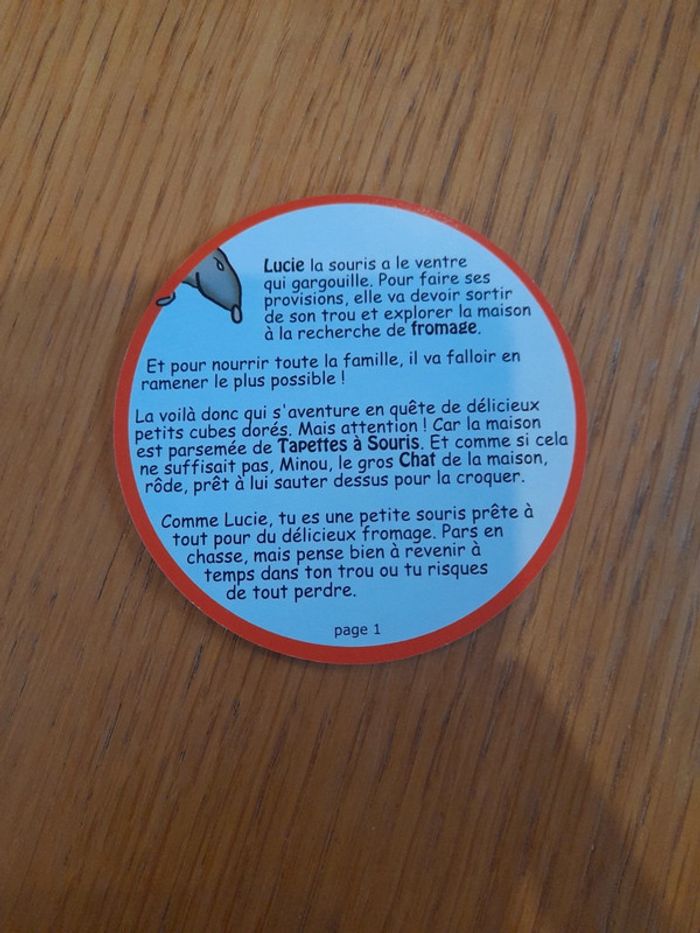 Lucie la souris a le ventre
qui gargouille. Pour faire ses
provisions, elle va devoir sortir
de son trou et explorer la maison
à la recherche de fromage.
Et pour nourrir toute la famille, il va falloir en
ramener le plus possible !
La voilà donc qui s'aventure en quête de délicieux
petits cubes dorés. Mais attention ! Car la maison
est parsemée de Tapettes à Souris. Et comme si cela
ne suffisait pas, Minou, le gros Chat de la maison,
rôde, prêt à lui sauter dessus pour la croquer.
Comme Lucie, tu es une petite souris prête à
tout pour du délicieux fromage. Pars en
chasse, mais pense bien à revenir à
temps dans ton trou ou tu risques
de tout perdre.
page 1